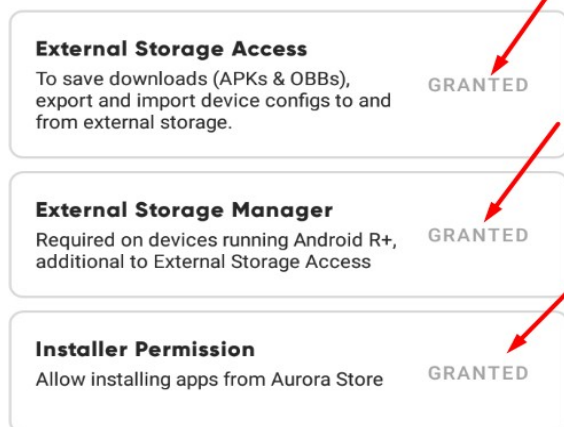 External Storage Access
To save downloads (APKs & OBBs),
GRANTED
export and import device configs to and
from external storage.
External Storage Manager
Required on devices running Android R+,
GRANTED
additional to External Storage Access
Installer Permission
Allow installing apps from Aurora Store
GRANTED